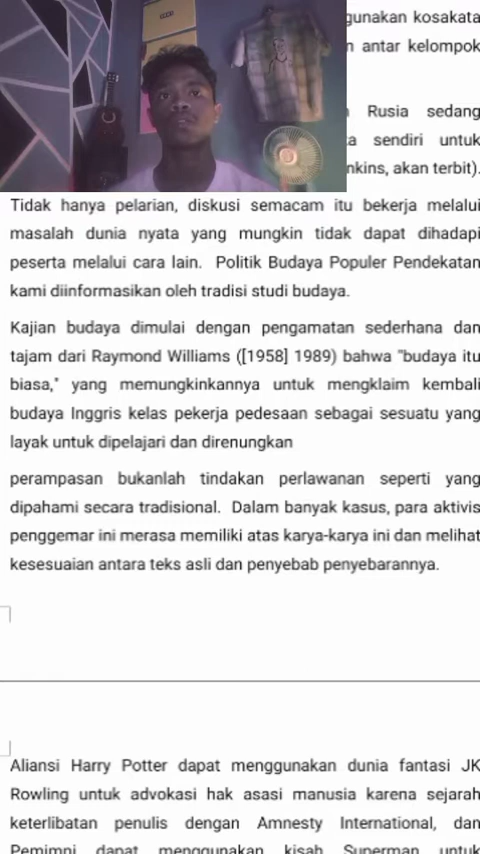 gunakan kosakata
antar kelompok
Rusia sedang
sendiri untuk
nkins, akan terbit).
Tidak hanya pelarian, diskusi semacam itu bekerja melalui
masalah dunia nyata yang mungkin tidak dapat dihadapi
peserta melalui cara lain. Politik Budaya Populer Pendekatan
kami diinformasikan oleh tradisi studi budaya.
Kajian budaya dimulai dengan pengamatan sederhana dan
tajam dari Raymond Williams ([1958] 1989) bahwa "budaya itu
biasa," yang memungkinkannya untuk mengklaim kembali
budaya Inggris kelas pekerja pedesaan sebagai sesuatu yang
layak untuk dipelajari dan direnungkan
perampasan bukanlah tindakan perlawanan seperti yang
dipahami secara tradisional. Dalam banyak kasus, para aktivis
penggemar ini merasa memiliki atas karya-karya ini dan melihat
kesesuaian antara teks asli dan penyebab penyebarannya.
Aliansi Harry Potter dapat menggunakan dunia fantasi JK
Rowling untuk advokasi hak asasi manusia karena sejarah
keterlibatan penulis dengan Amnesty International, dan
Pemimpi dapat menggunakan kisah Superman untuk